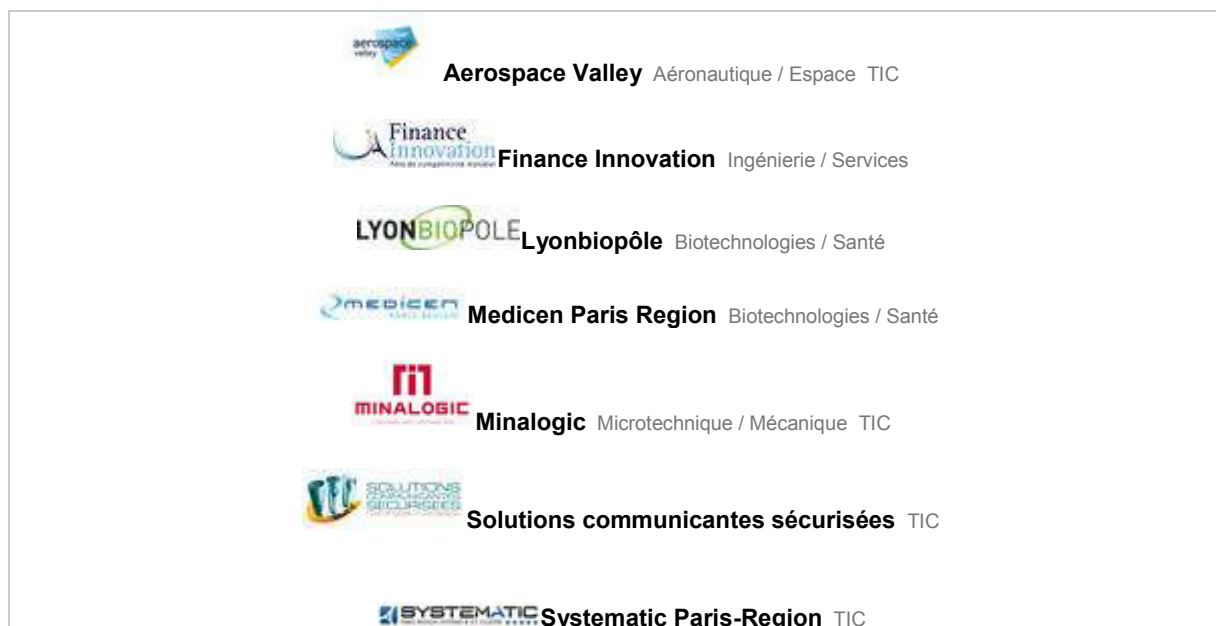 aerospace
valley
Aerospace Valley Aéronautique / Espace TIC
Finance
Innovation
Finance Innovation Ingénierie / Services
LYONBIOPOLE
Lyonbiopôle Biotechnologies / Santé
MEDICEN
PARIS REGION
Medicen Paris Region Biotechnologies / Santé
MINALOGIC
Minalogic Microtechnique / Mécanique TIC
SOLUTIONS
COMMUNICANTES
SECURISEES
Solutions communicantes sécurisées TIC
SYSTEMATIC
Systematic Paris-Region TIC